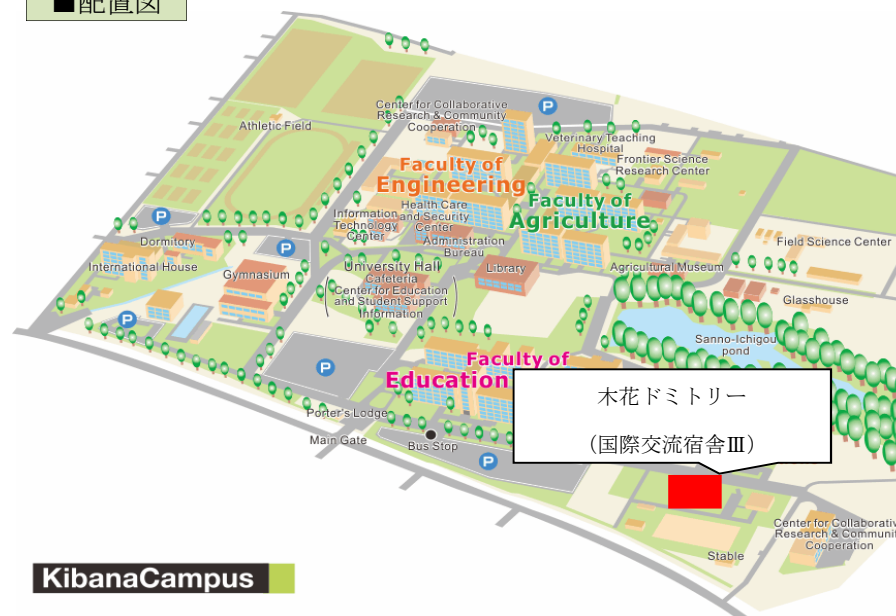 ■配置図
Center for Collaborative
Research & Community
Cooperation
Athletic Field
Veterinary Teaching
Hospital
Frontier Science
Research Center
Faculty of
Engineering
Faculty of
Agriculture
Health Care
and Security
Center
Information
Technology
Center
Administration
Bureau
Dormitory
International House
Gymnasium
University Hall
Cafeteria
Center for Education
and Student Support
Information
Library
Agricultural Museum
Field Science Center
Glasshouse
Sanno-Ichigou
pond
Faculty of
Education
木花ドミトリー
（国際交流宿舎Ⅲ）
Porter's Lodge
Main Gate
Bus Stop
P
P
P
P
P
P
Center for Collaborativ
Research & Communit
Cooperation
Stable
KibanaCampus